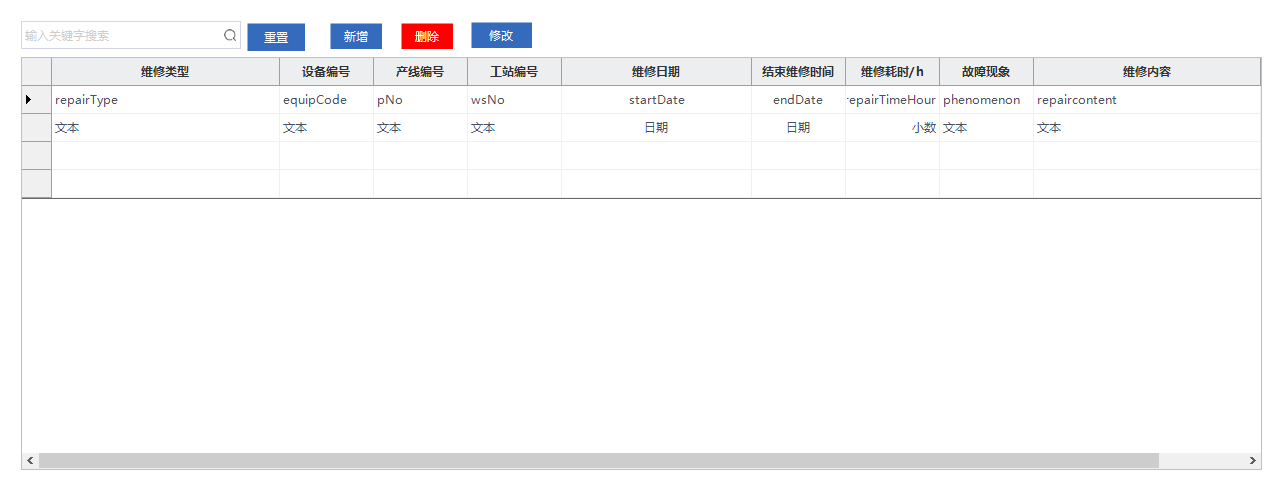 输入关键字搜索 重置 新增 删除 修改
维修类型 设备编号 产线编号 工站编号 维修日期 结束维修时间 维修耗时/h 故障现象 维修内容
repairType equipCode pNo wsNo startDate endDate repairTimeHour phenomenon repaircontent
文本 文本 文本 文本 日期 日期 小数 文本 文本